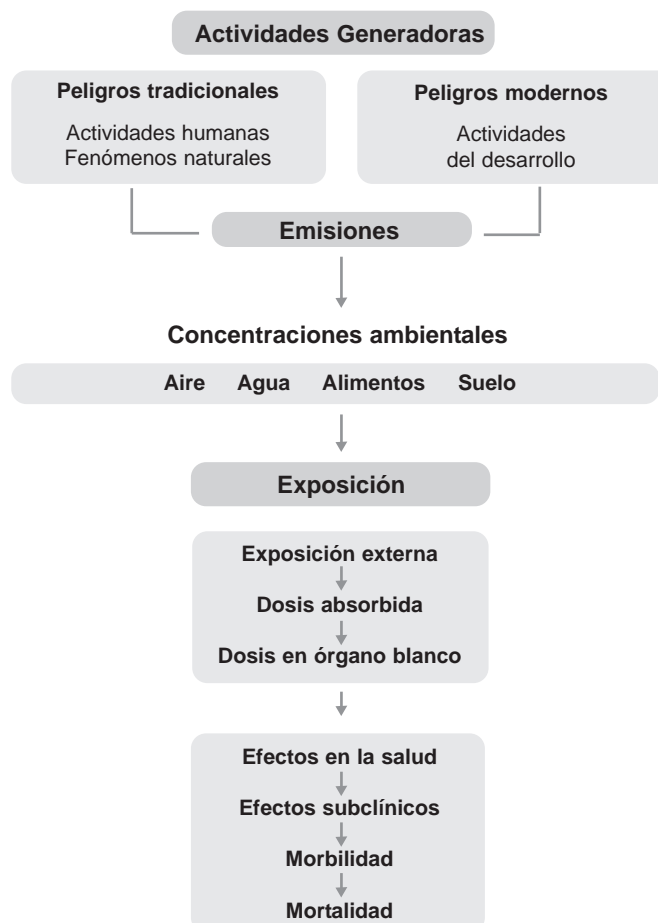 Actividades Generadoras
Peligros tradicionales
Actividades humanas
Fenómenos naturales
Peligros modernos
Actividades
del desarrollo
Emisiones
Concentraciones ambientales
Aire Agua Alimentos Suelo
Exposición
Exposición externa
Dosis absorbida
Dosis en órgano blanco
Efectos en la salud
Efectos subclínicos
Morbilidad
Mortalidad